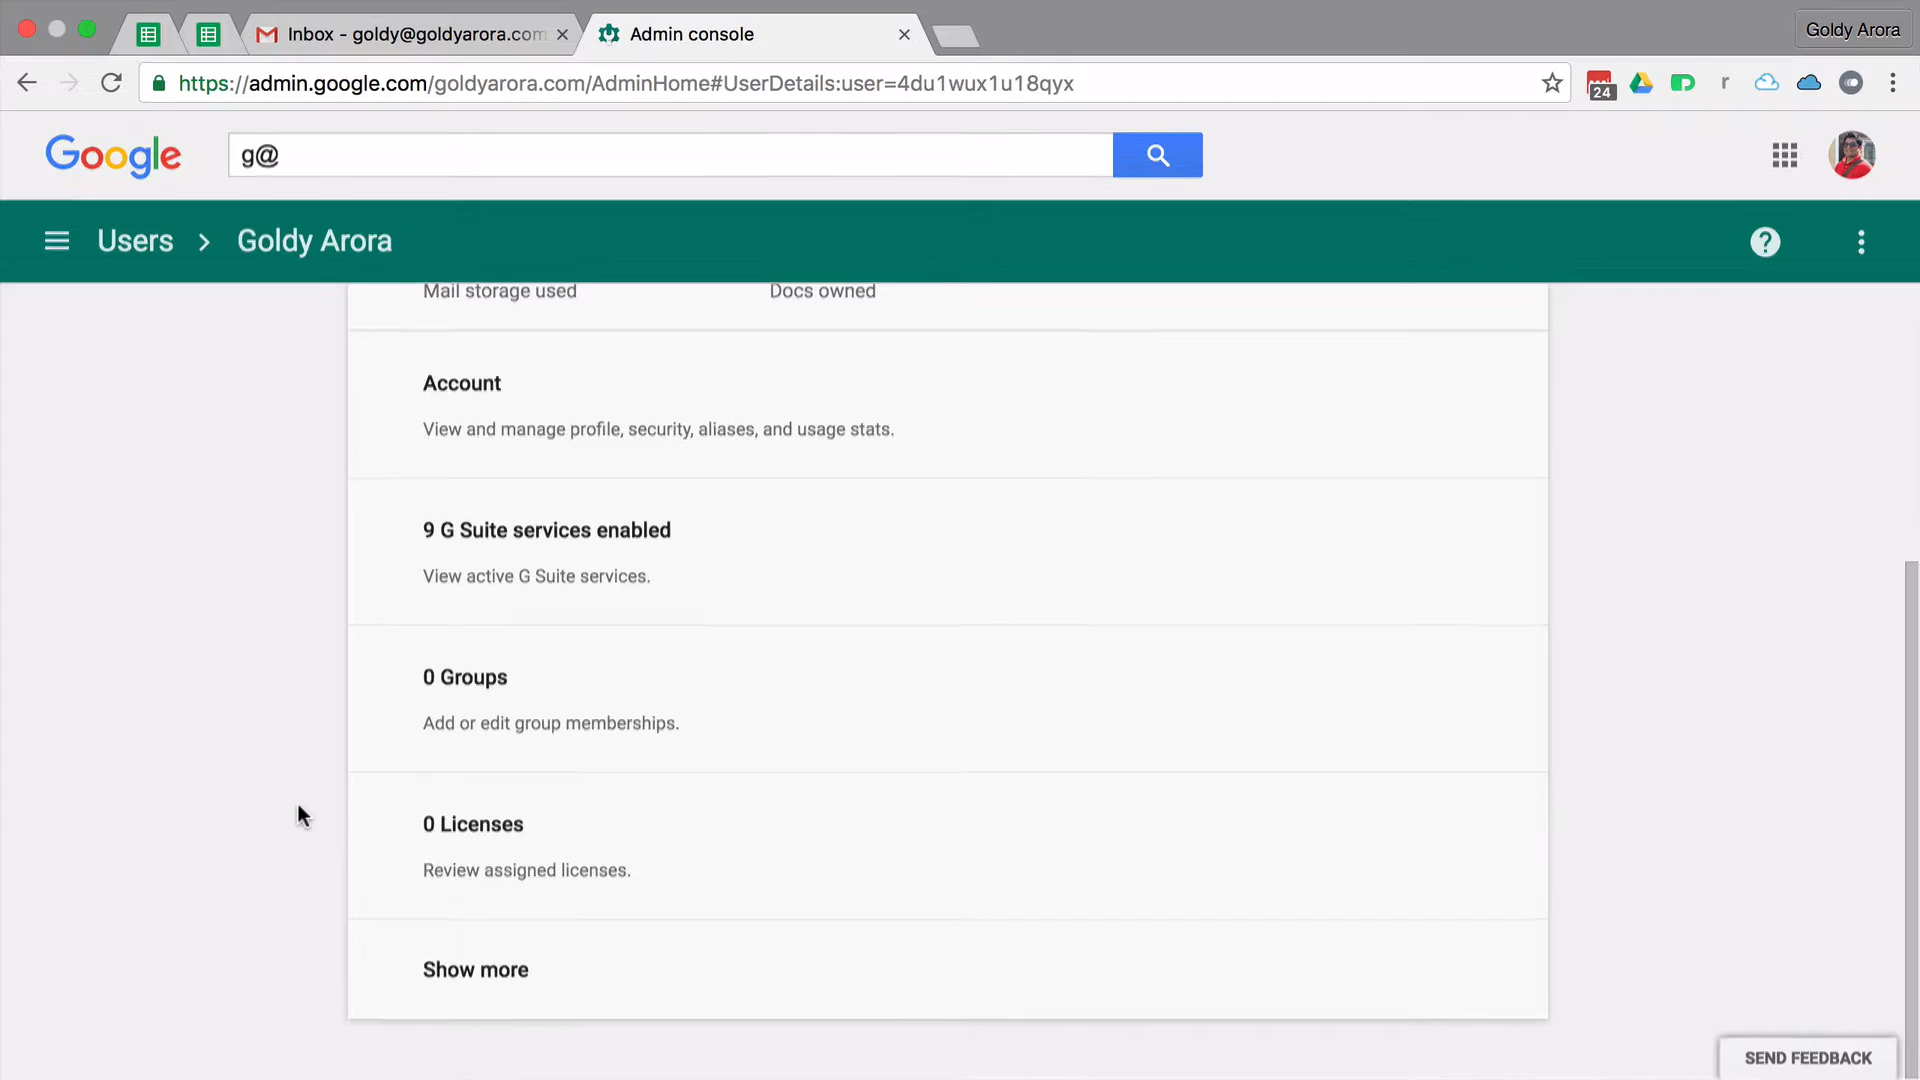 Inbox - goldy@goldyarora.com
Admin console
Goldy Arora
https://admin.google.com/goldyarora.com/AdminHome#UserDetails:user=4du1wux1u18qyx
24
r
Google
g@
Users > Goldy Arora
?
Mail storage used
Docs owned
Account
View and manage profile, security, aliases, and usage stats.
9 G Suite services enabled
View active G Suite services.
0 Groups
Add or edit group memberships.
0 Licenses
Review assigned licenses.
Show more
SEND FEEDBACK